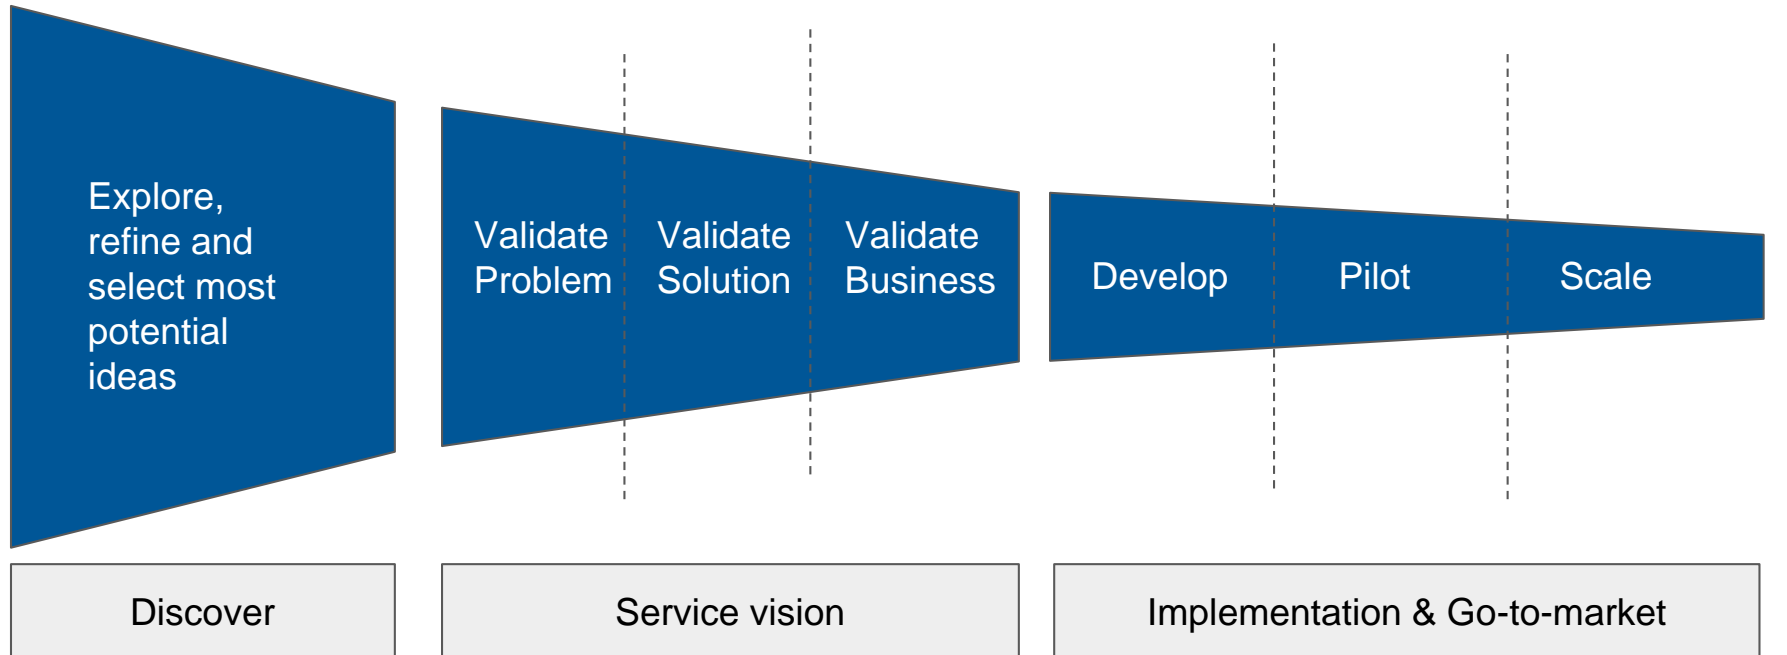 Explore,
refine and
select most
potential
ideas
Validate
Problem
Validate
Solution
Validate
Business
Develop
Pilot
Scale
Discover
Service vision
Implementation & Go-to-market